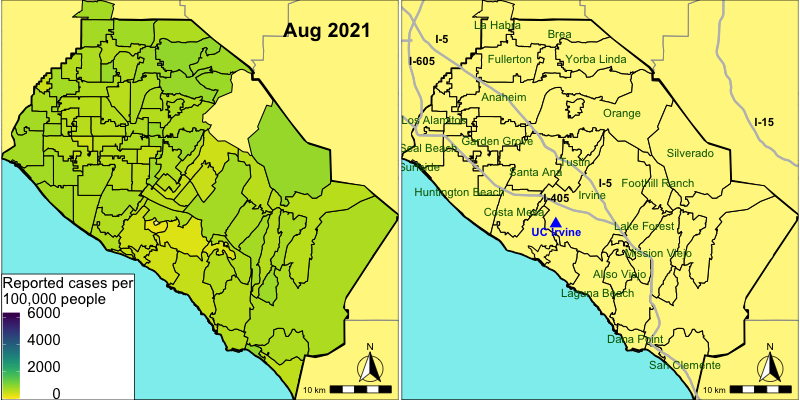 Aug 2021
Reported cases per
100,000 people
6000
4000
2000
0
N
10 km
La Habra
Brea
I-5
I-605
Fullerton
Yorba Linda
Anaheim
Orange
Los Alamitos
I-15
Seal Beach
Garden Grove
Silverado
Sunside
Tustin
Santa Ana
I-5
Foothill Ranch
Huntington Beach
Irvine
I-405
Costa Mesa
UC Irvine
Lake Forest
Mission Viejo
Aliso Viejo
Laguna Beach
Dana Point
San Clemente
N
10 km